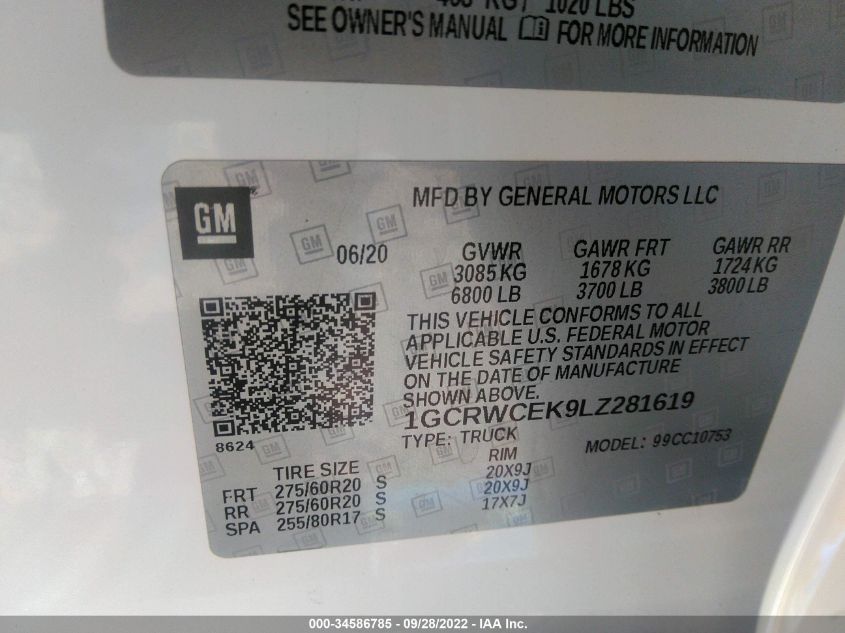 KG / 1020 LBS
SEE OWNER'S MANUAL FOR MORE INFORMATION
GM
MFD BY GENERAL MOTORS LLC
06/20 GVWR GAWR FRT GAWR RR
3085 KG 1678 KG 1724 KG
6800 LB 3700 LB 3800 LB
THIS VEHICLE CONFORMS TO ALL
APPLICABLE U.S. FEDERAL MOTOR
VEHICLE SAFETY STANDARDS IN EFFECT
ON THE DATE OF MANUFACTURE
SHOWN ABOVE.
1GCRWCEK9LZ281619
8624
TYPE: TRUCK MODEL: 99CC10753
TIRE SIZE RIM
FRT 275/60R20 S 20X9J
RR 275/60R20 S 20X9J
SPA 255/80R17 S 17X7J
000-34586785 - 09/28/2022 - IAA Inc.